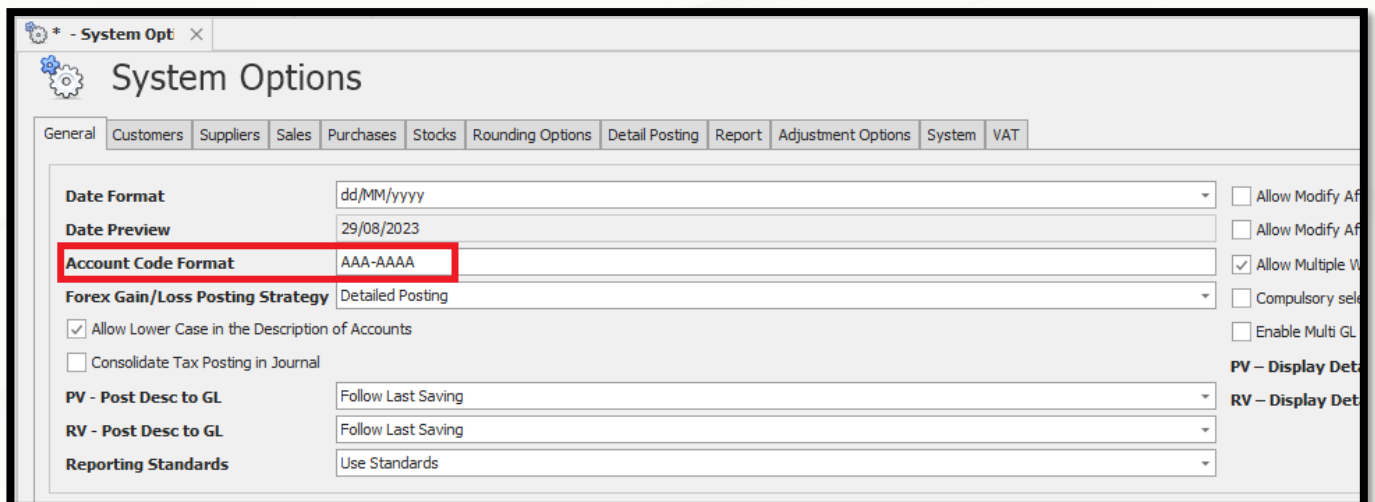 * - System Opti
System Options
General Customers Suppliers Sales Purchases Stocks Rounding Options Detail Posting Report Adjustment Options System VAT
Date Format dd/MM/yyyy Allow Modify Af
Date Preview 29/08/2023 Allow Modify Af
Account Code Format AAA-AAAA Allow Multiple W
Forex Gain/Loss Posting Strategy Detailed Posting Compulsory sele
Allow Lower Case in the Description of Accounts Enable Multi GL
Consolidate Tax Posting in Journal PV – Display Deta
PV - Post Desc to GL Follow Last Saving RV – Display Deta
RV - Post Desc to GL Follow Last Saving
Reporting Standards Use Standards